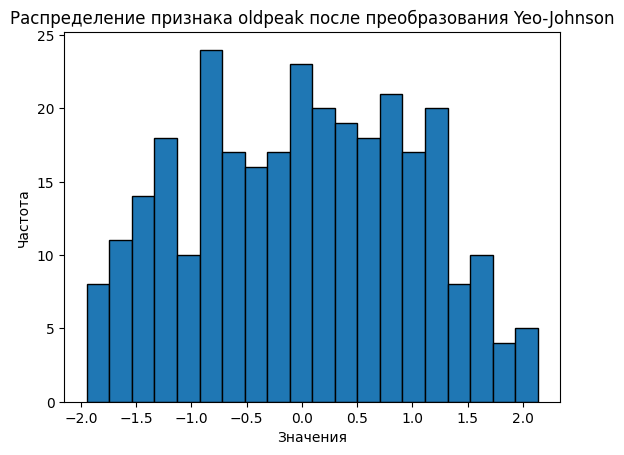 Распределение признака oldpeak после преобразования Yeo-Johnson
25
20
15
10
5
0
Частота
−2.0 −1.5 −1.0 −0.5 0.0 0.5 1.0 1.5 2.0
Значения